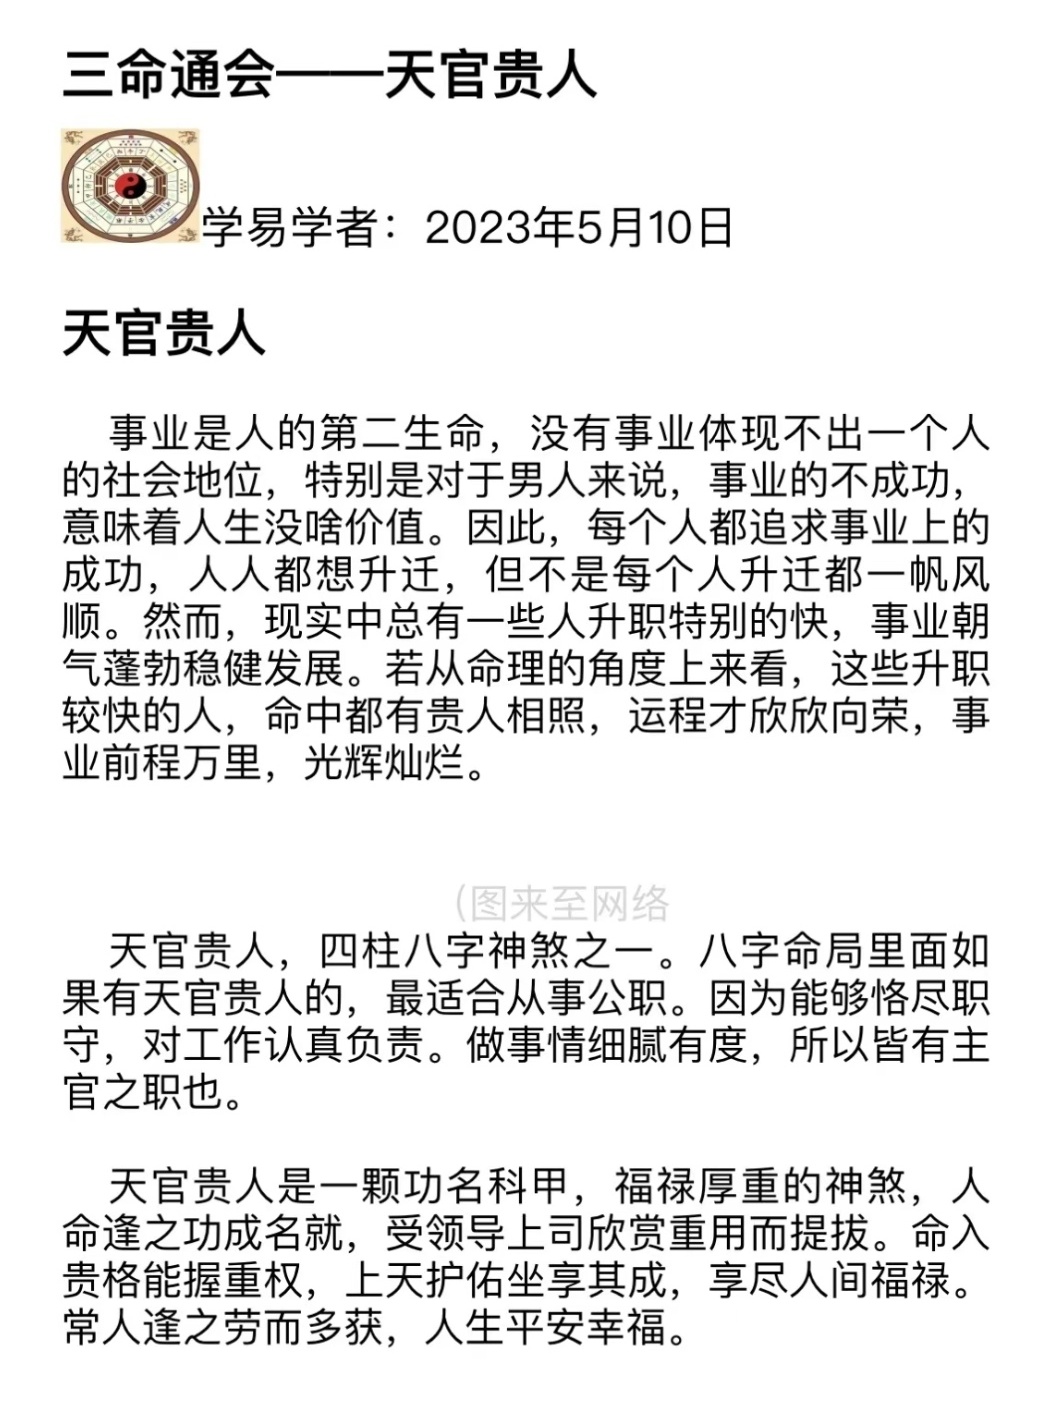 三命通会——天官贵人
学易学者：2023年5月10日
天官贵人
事业是人的第二生命，没有事业体现不出一个人
的社会地位，特别是对于男人来说，事业的不成功，
意味着人生没啥价值。因此，每个人都追求事业上的
成功，人人都想升迁，但不是每个人升迁都一帆风
顺。然而，现实中总有一些人升职特别的快，事业朝
气蓬勃稳健发展。若从命理的角度上来看，这些升职
较快的人，命中都有贵人相照，运程才欣欣向荣，事
业前程万里，光辉灿烂。
（图来至网络
天官贵人，四柱八字神煞之一。八字命局里面如
果有天官贵人的，最适合从事公职。因为能够恪尽职
守，对工作认真负责。做事情细腻有度，所以皆有主
官之职也。
天官贵人是一颗功名科甲，福禄厚重的神煞，人
命逢之功成名就，受领导上司欣赏重用而提拔。命入
贵格能握重权，上天护佑坐享其成，享尽人间福禄。
常人逢之劳而多获，人生平安幸福。